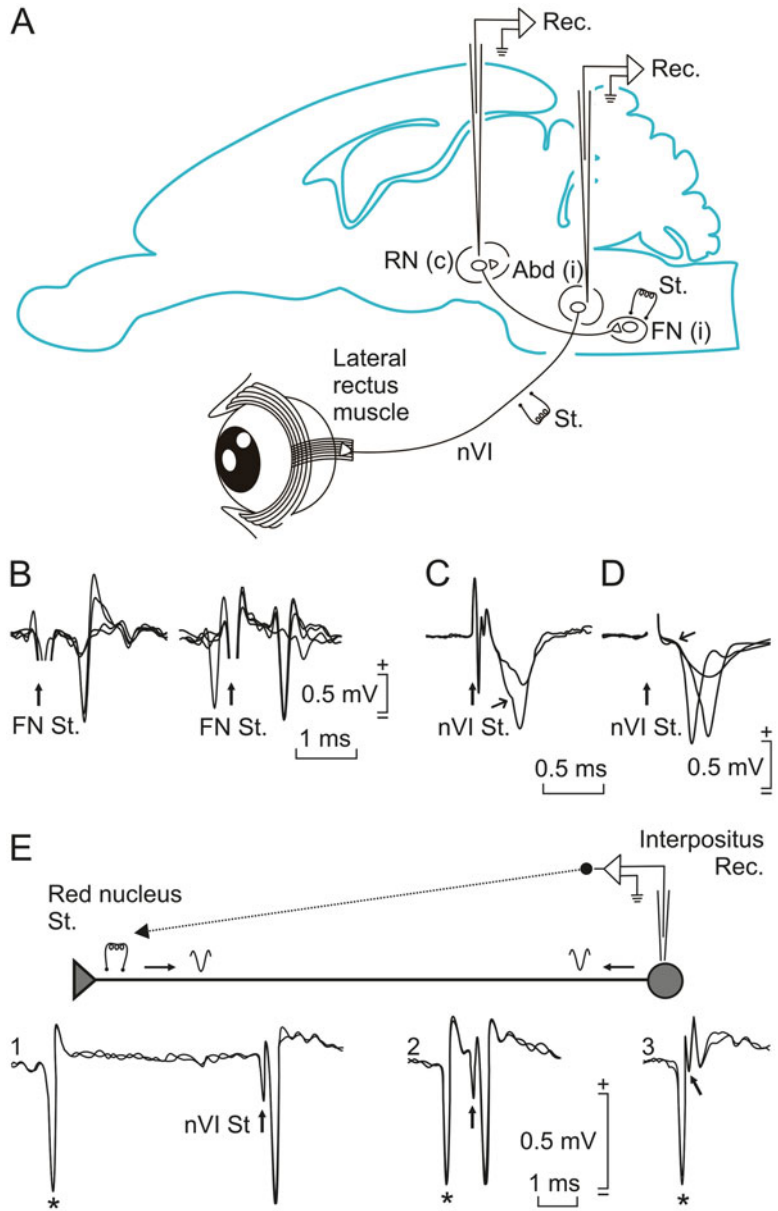 A
Rec.
Rec.
RN (c)
Abd (i)
St.
FN (i)
Lateral
rectus
muscle
St.
nVI
B
C
D
FN St.
FN St.
+
0.5 mV
=
1 ms
nVI St.
nVI St.
0.5 ms
+
0.5 mV
=
E
Interpositus
Rec.
Red nucleus
St.
1
2
3
nVI St
+
0.5 mV
=
1 ms
*
*
*